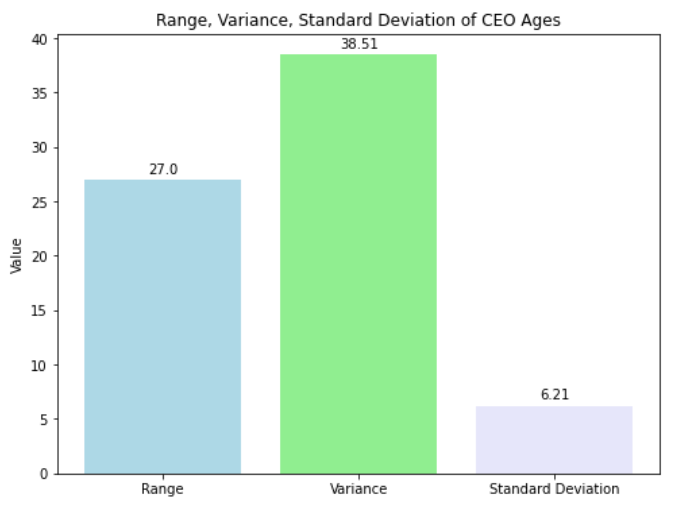 Range, Variance, Standard Deviation of CEO Ages
40
35
30
25
20
15
10
5
0
Value
27.0
38.51
6.21
Range
Variance
Standard Deviation